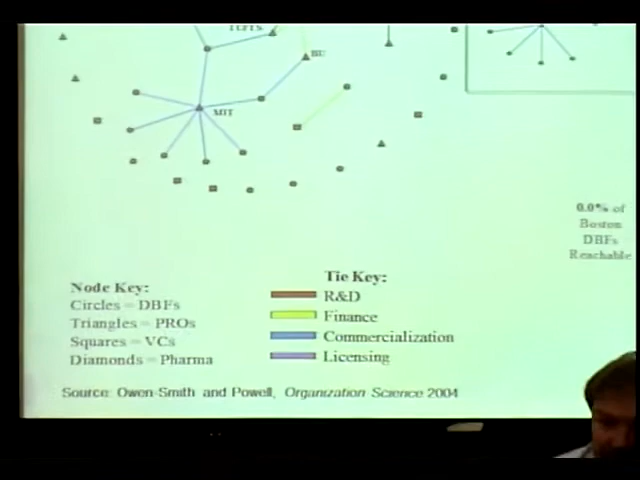 TUFTS
BU
MIT
0.0% of
Boston
DBFs
Reachable
Node Key:
Circles = DBFs
Triangles = PROs
Squares = VCs
Diamonds = Pharma
Tie Key:
R&D
Finance
Commercialization
Licensing
Source: Owen-Smith and Powell, Organization Science 2004